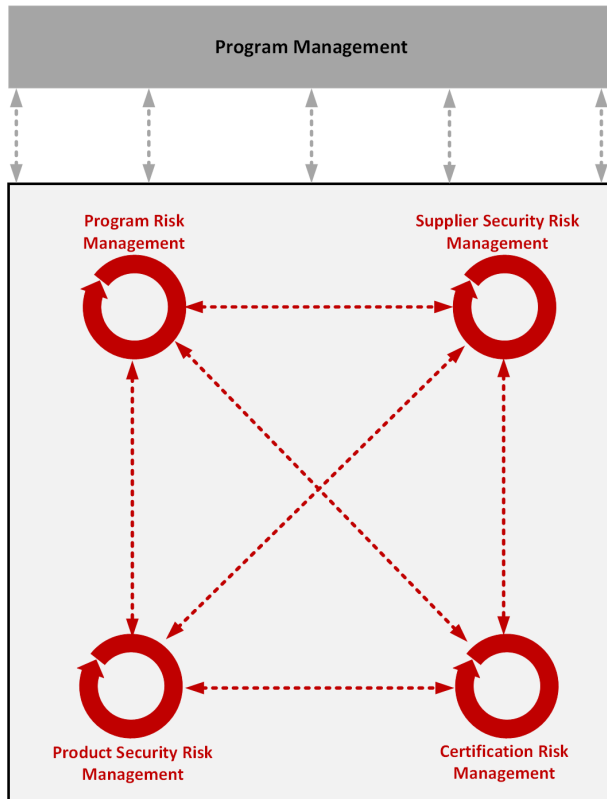 Program Management
Program Risk
Management
Supplier Security Risk
Management
Product Security Risk
Management
Certification Risk
Management